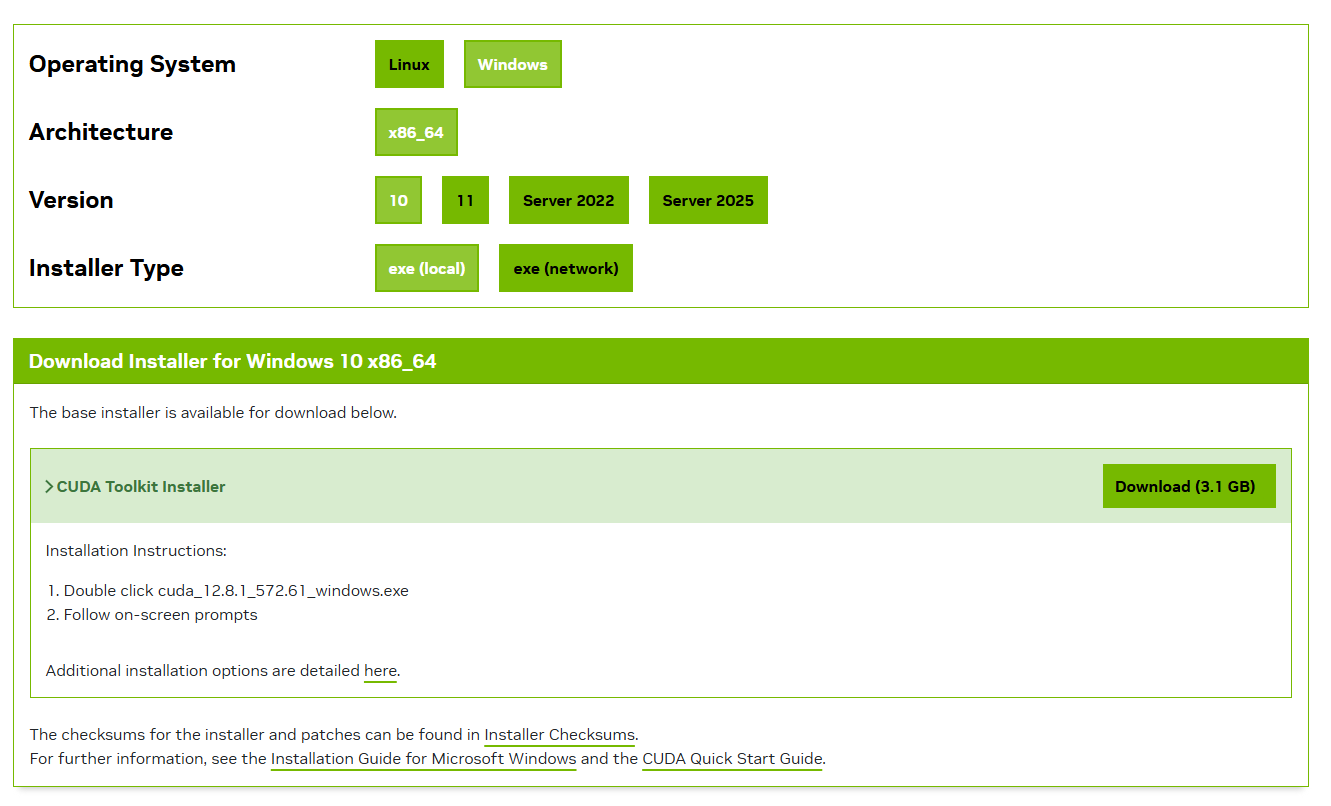 Operating System Linux Windows
Architecture x86_64
Version 10 11 Server 2022 Server 2025
Installer Type exe (local) exe (network)
Download Installer for Windows 10 x86_64
The base installer is available for download below.
CUDA Toolkit Installer Download (3.1 GB)
Installation Instructions:
1. Double click cuda_12.8.1_572.61_windows.exe
2. Follow on-screen prompts
Additional installation options are detailed here.
The checksums for the installer and patches can be found in Installer Checksums.
For further information, see the Installation Guide for Microsoft Windows and the CUDA Quick Start Guide.